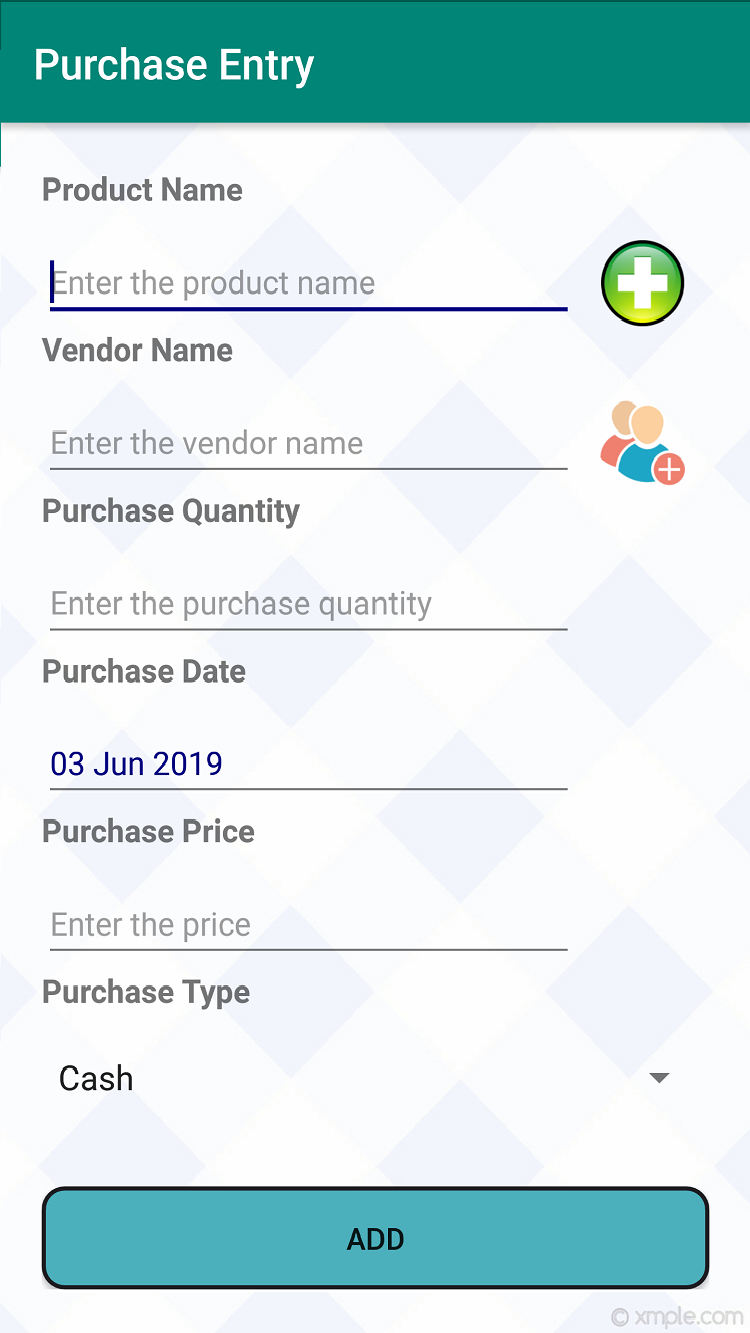 Purchase Entry
Product Name
Enter the product name
Vendor Name
Enter the vendor name
Purchase Quantity
Enter the purchase quantity
Purchase Date
03 Jun 2019
Purchase Price
Enter the price
Purchase Type
Cash
ADD
© xmple.com